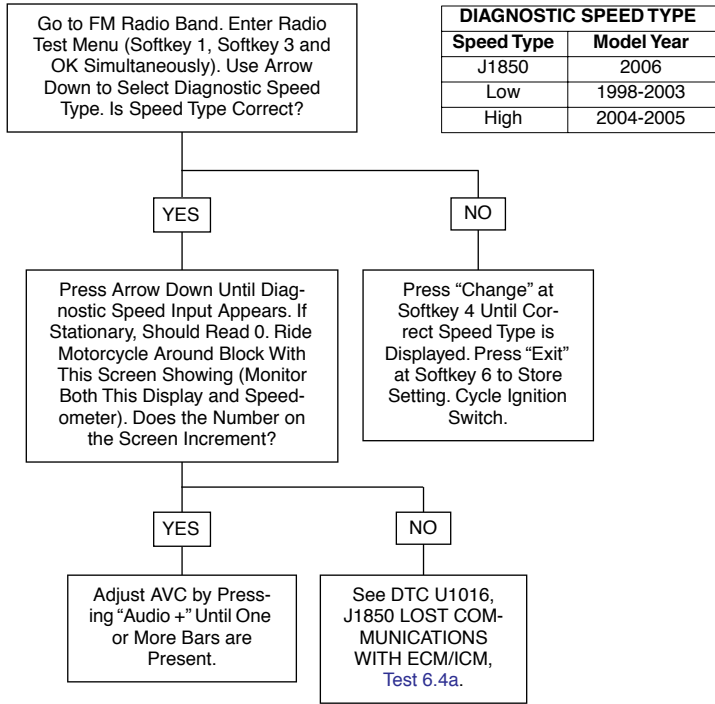 Go to FM Radio Band. Enter Radio
Test Menu (Softkey 1, Softkey 3 and
OK Simultaneously). Use Arrow
Down to Select Diagnostic Speed
Type. Is Speed Type Correct?
DIAGNOSTIC SPEED TYPE
Speed Type Model Year
J1850 2006
Low 1998-2003
High 2004-2005
YES
NO
Press Arrow Down Until Diag-
nostic Speed Input Appears. If
Stationary, Should Read 0. Ride
Motorcycle Around Block With
This Screen Showing (Monitor
Both This Display and Speed-
ometer). Does the Number on
the Screen Increment?
Press “Change” at
Softkey 4 Until Cor-
rect Speed Type is
Displayed. Press “Exit”
at Softkey 6 to Store
Setting. Cycle Ignition
Switch.
YES
NO
Adjust AVC by Press-
ing “Audio +” Until One
or More Bars are
Present.
See DTC U1016,
J1850 LOST COM-
MUNICATIONS
WITH ECM/ICM,
Test 6.4a.